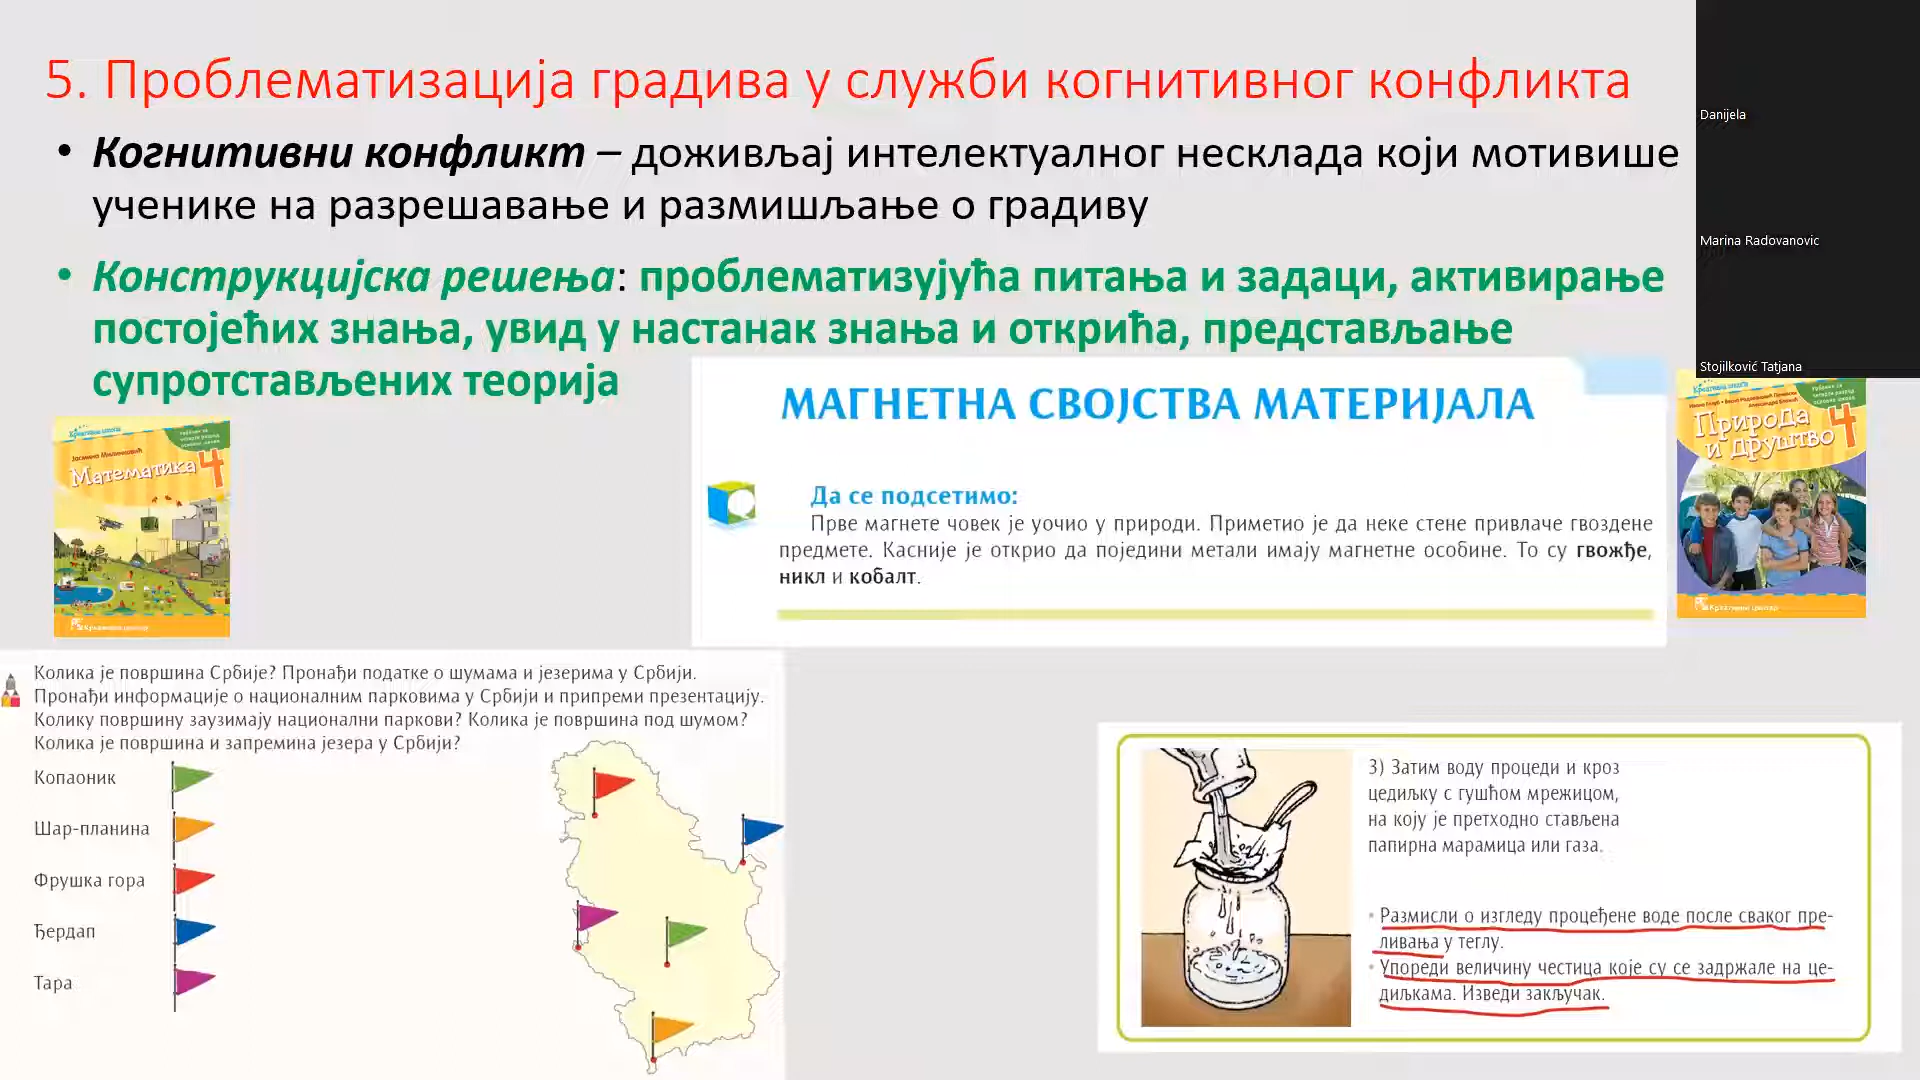 5. Проблематизација градива у служби когнитивног конфликта
• Когнитивни конфликт – доживљај интелектуалног несклада који мотивише
ученике на разрешавање и размишљање о градиву
• Конструкцијска решења: проблематизујућа питања и задаци, активирање
постојећих знања, увид у настанак знања и открића, представљање
супротстављених теорија
Danijela
Marina Radovanovic
Stojilković Tatjana
МАГНЕТНА СВОЈСТВА МАТЕРИЈАЛА
Да се подсетимо:
Прве магнете човек је уочио у природи. Приметио је да неке стене привлаче гвоздене
предмете. Касније је открио да поједини метали имају магнетне особине. То су гвожђе,
никл и кобалт.
Математика 4
Природа
и друштво 4
Креативни центар
Колика је површина Србије? Пронађи податке о шумама и језерима у Србији.
Пронађи информације о националним парковима у Србији и припреми презентацију.
Колику површину заузимају национални паркови? Колика је површина под шумом?
Колика је површина и запремина језера у Србији?
Копаоник
Шар-планина
Фрушка гора
Ђердап
Тара
3) Затим воду процеди и кроз
цедиљку с гушћом мрежицом,
на коју је претходно стављена
папирна марамица или газа.
• Размисли о изгледу процеђене воде после сваког пре-
ливања у теглу.
• Упореди величину честица које су се задржале на це-
диљкама. Изведи закључак.